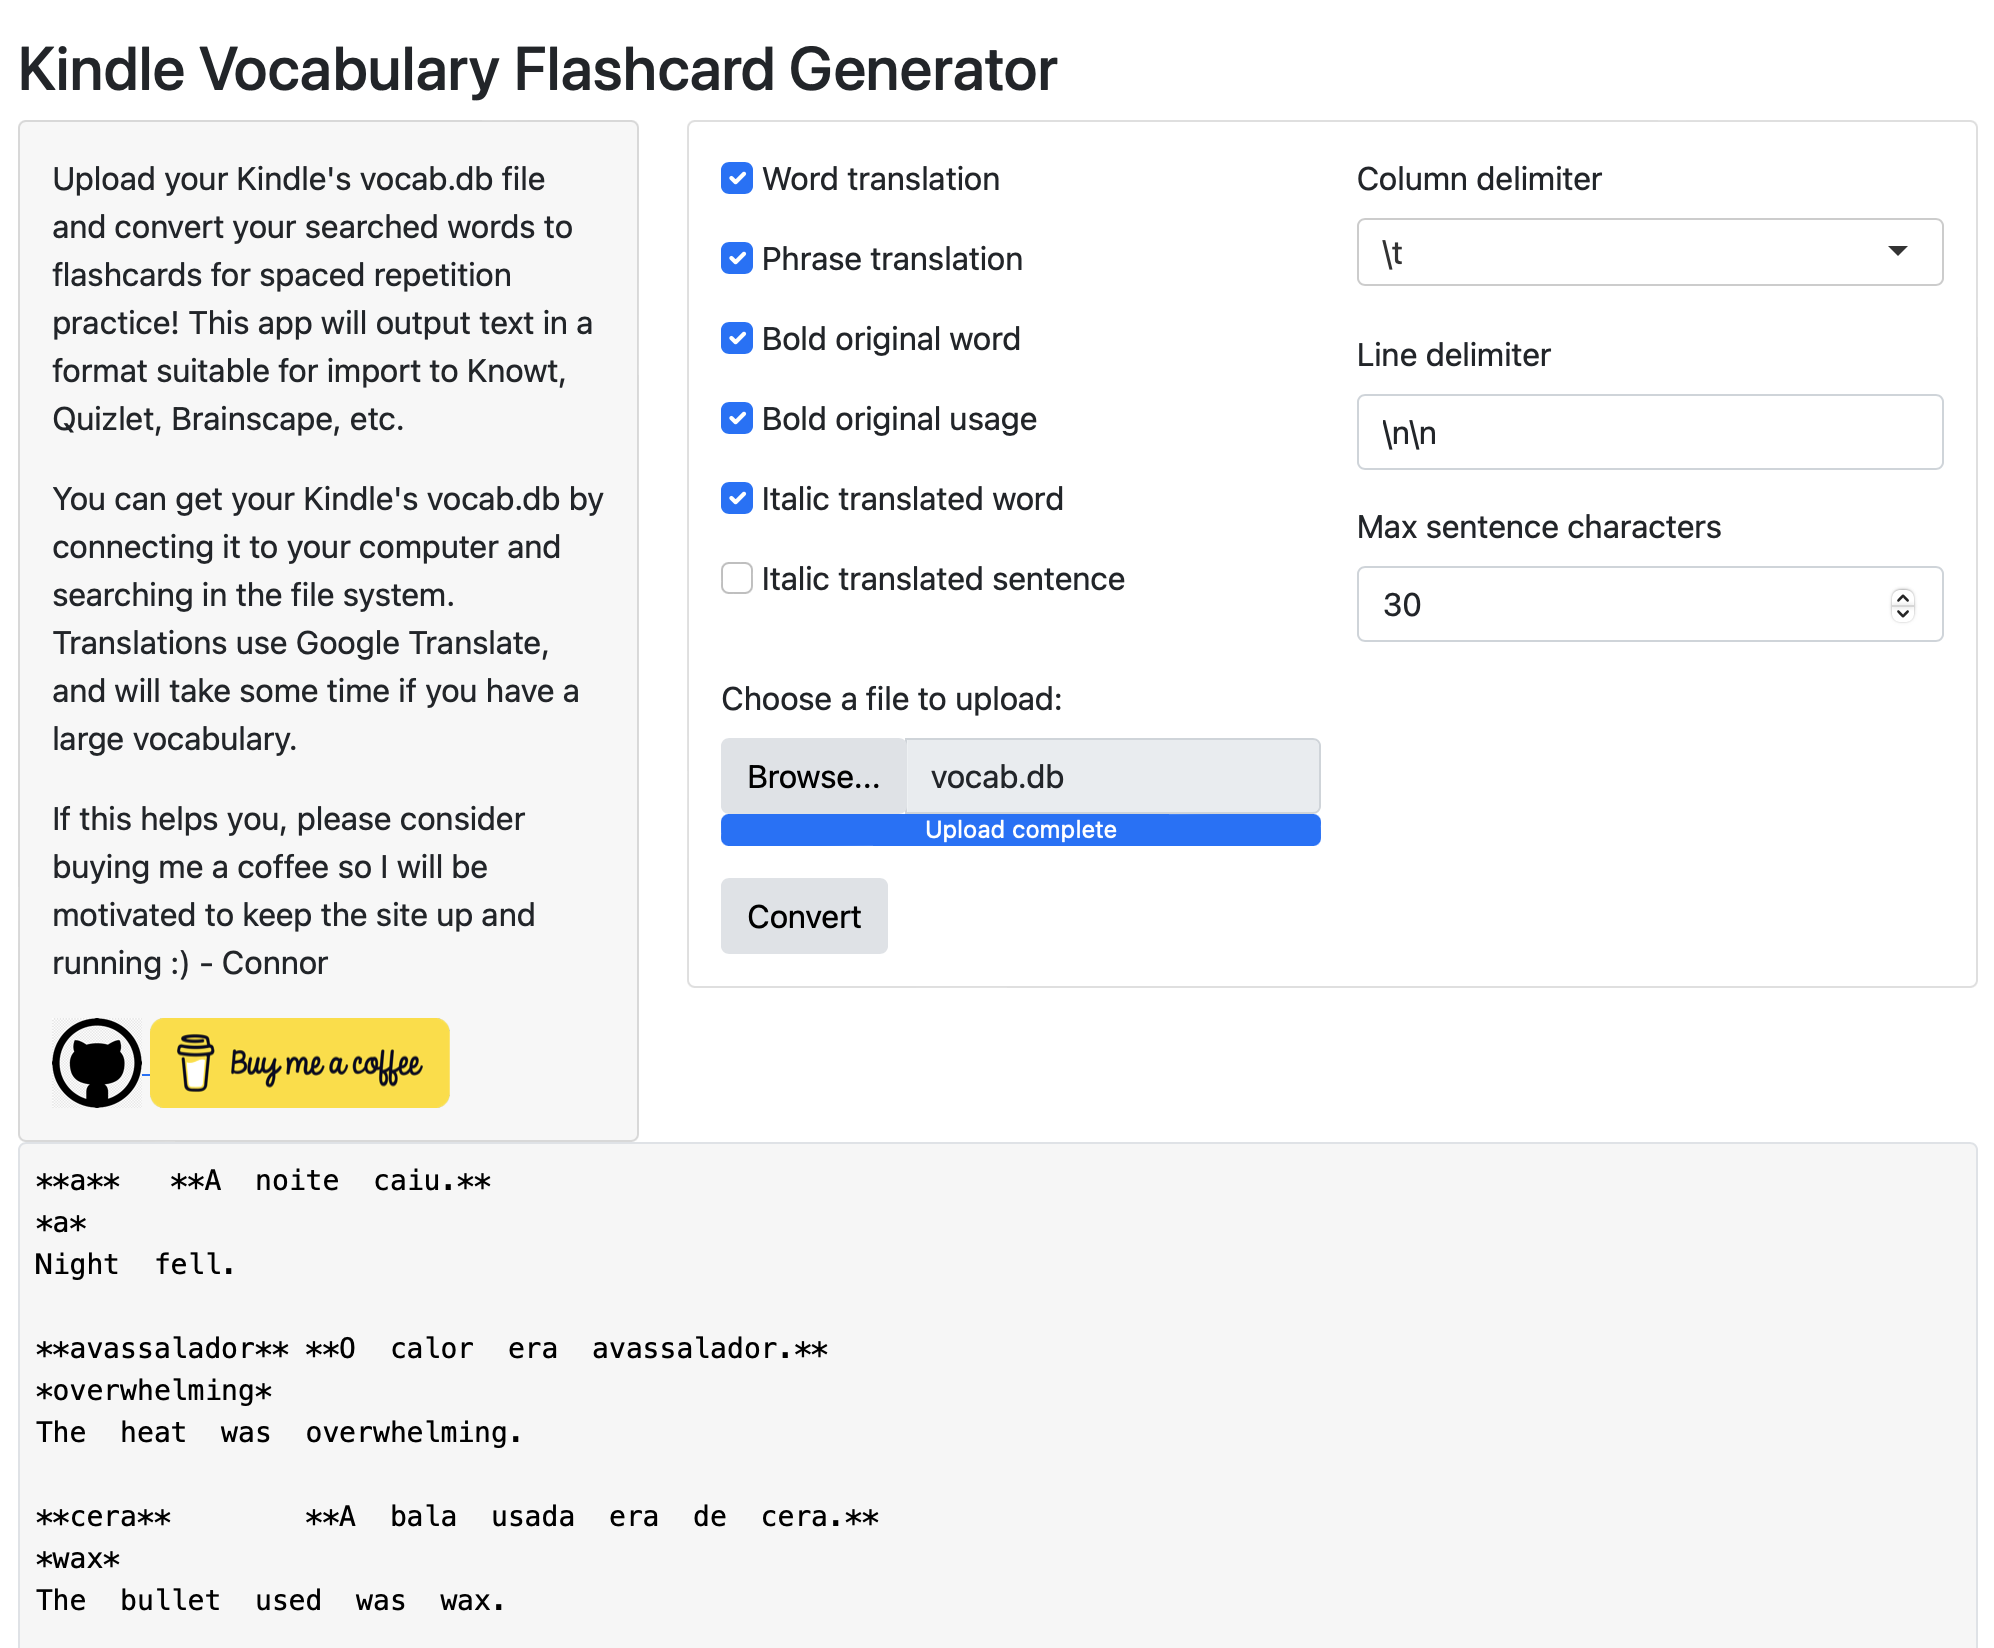 Kindle Vocabulary Flashcard Generator
Upload your Kindle's vocab.db file
and convert your searched words to
flashcards for spaced repetition
practice! This app will output text in a
format suitable for import to Knowt,
Quizlet, Brainscape, etc.
You can get your Kindle's vocab.db by
connecting it to your computer and
searching in the file system.
Translations use Google Translate,
and will take some time if you have a
large vocabulary.
If this helps you, please consider
buying me a coffee so I will be
motivated to keep the site up and
running :) - Connor
Buy me a coffee
Word translation
Phrase translation
Bold original word
Bold original usage
Italic translated word
Italic translated sentence
Column delimiter
\t
Line delimiter
\n\n
Max sentence characters
30
Choose a file to upload:
Browse... vocab.db
Upload complete
Convert
**a** **A noite caiu.**
*a*
Night fell.
**avassalador** **O calor era avassalador.**
*overwhelming*
The heat was overwhelming.
**cera** **A bala usada era de cera.**
*wax*
The bullet used was wax.